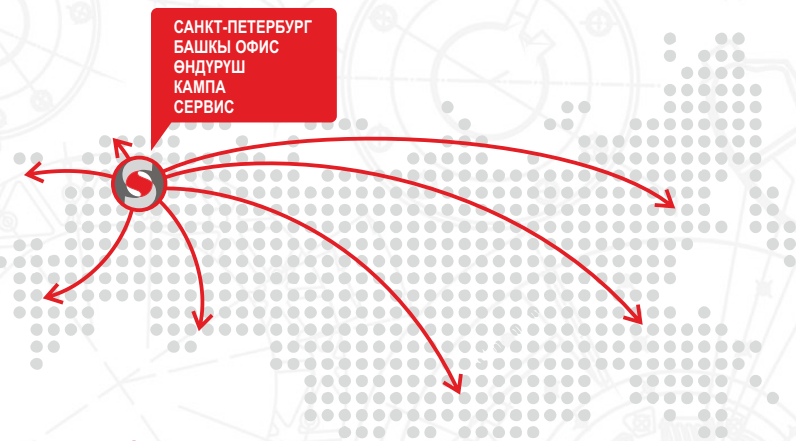 САНКТ-ПЕТЕРБУРГ
БАШКЫ ОФИС
ӨНДҮРҮШ
КАМПА
СЕРВИС